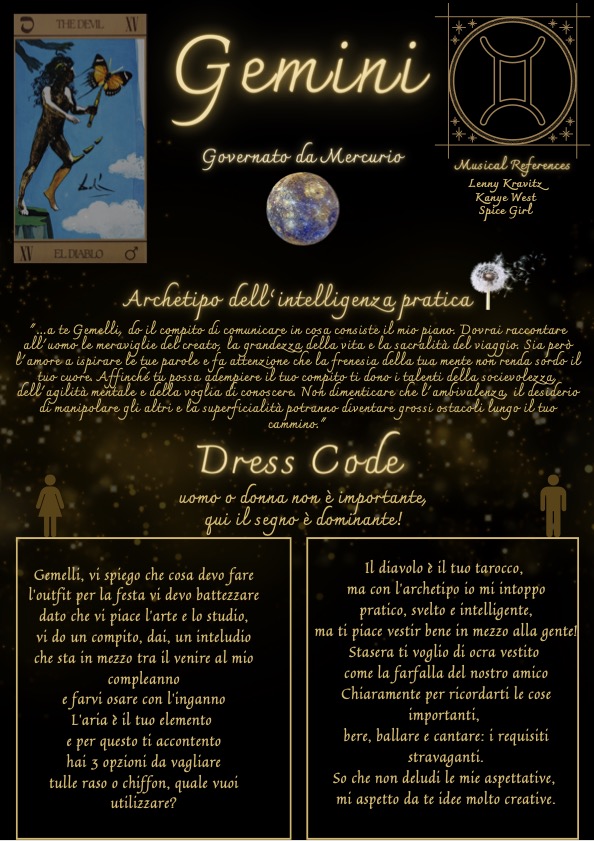 THE DEVIL XV
Gemini
Governato da Mercurio
Musical References
Lenny Kravitz
Kanye West
Spice Girl
XV EL DIABLO
Archetipo dell'intelligenza pratica
"...a te Gemelli, do il compito di comunicare in cosa consiste il mio piano. Dovrai raccontare
all'uomo le meraviglie del creato, la grandezza della vita e la sacralità del viaggio. Sia però
l'amore a ispirare le tue parole e fa attenzione che la frenesia della tua mente non renda sordo il
tuo cuore. Affinché tu possa adempiere il tuo compito ti dono i talenti della socievolezza,
dell'agilità mentale e della voglia di conoscere. Non dimenticare che l'ambivalenza, il desiderio
di manipolare gli altri e la superficialità potranno diventare grossi ostacoli lungo il tuo
cammino."
Dress Code
uomo o donna non è importante,
qui il segno è dominante!
Gemelli, vi spiego che cosa devo fare
l'outfit per la festa vi devo battezzare
dato che vi piace l'arte e lo studio,
vi do un compito, dai, un inteludio
che sta in mezzo tra il venire al mio
compleanno
e farvi osare con l'inganno
L'aria è il tuo elemento
e per questo ti accontento
hai 3 opzioni da vagliare
tulle raso o chiffon, quale vuoi
utilizzare?
Il diavolo è il tuo tarocco,
ma con l'archetipo io mi intoppo
pratico, svelto e intelligente,
ma ti piace vestir bene in mezzo alla gente!
Stasera ti voglio di ocra vestito
come la farfalla del nostro amico
Chiaramente per ricordarti le cose
importanti,
bere, ballare e cantare: i requisiti
stravaganti.
So che non deludi le mie aspettative,
mi aspetto da te idee molto creative.